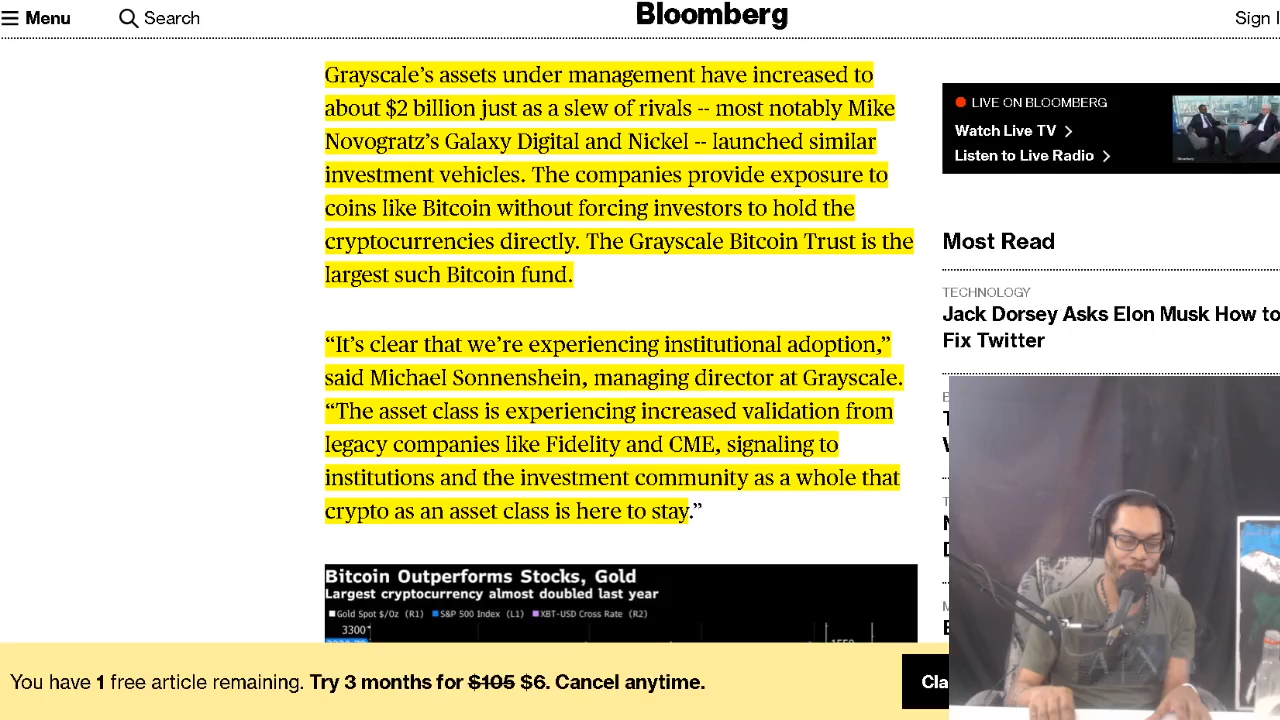 Menu
Search
Bloomberg
Sign I
Grayscale's assets under management have increased to
about $2 billion just as a slew of rivals -- most notably Mike
Novogratz's Galaxy Digital and Nickel -- launched similar
investment vehicles. The companies provide exposure to
coins like Bitcoin without forcing investors to hold the
cryptocurrencies directly. The Grayscale Bitcoin Trust is the
largest such Bitcoin fund.
“It's clear that we're experiencing institutional adoption,”
said Michael Sonnenshein, managing director at Grayscale.
“The asset class is experiencing increased validation from
legacy companies like Fidelity and CME, signaling to
institutions and the investment community as a whole that
crypto as an asset class is here to stay.”
Bitcoin Outperforms Stocks, Gold
Largest cryptocurrency almost doubled last year
Gold Spot $/Oz (R1) S&P 500 Index (L1) XBT-USD Cross Rate (R2)
3300
1550
LIVE ON BLOOMBERG
Watch Live TV
Listen to Live Radio
Most Read
TECHNOLOGY
Jack Dorsey Asks Elon Musk How to
Fix Twitter
You have 1 free article remaining. Try 3 months for $105 $6. Cancel anytime.
Cla